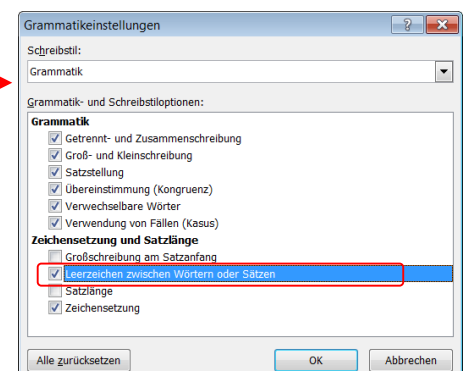 Grammatikeinstellungen
Schreibstil:
Grammatik
Grammatik- und Schreibstiloptionen:
Grammatik
Getrennt- und Zusammenschreibung
Groß- und Kleinschreibung
Satzstellung
Übereinstimmung (Kongruenz)
Verwechselbare Wörter
Verwendung von Fällen (Kasus)
Zeichensetzung und Satzlänge
Großschreibung am Satzanfang
Leerzeichen zwischen Wörtern oder Sätzen
Satzlänge
Zeichensetzung
Alle zurücksetzen OK Abbrechen